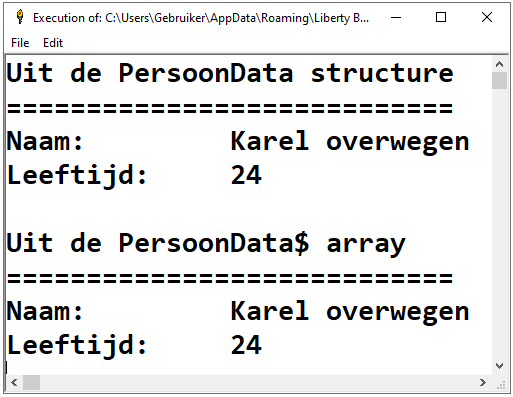 Execution of: C:\Users\Gebruiker\AppData\Roaming\Liberty B...
File Edit
Uit de PersoonData structure
============================
Naam: Karel overwegen
Leeftijd: 24
Uit de PersoonData$ array
============================
Naam: Karel overwegen
Leeftijd: 24